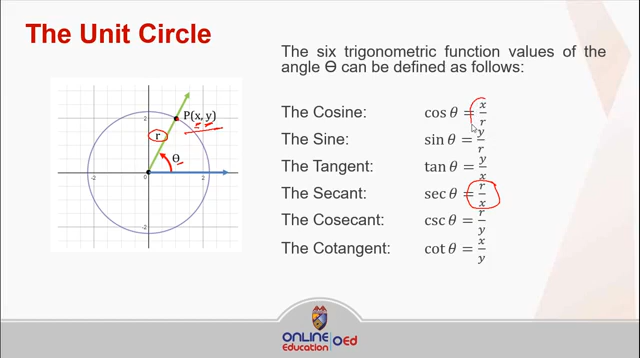 The Unit Circle
The six trigonometric function values of the
angle Ɵ can be defined as follows:
2
P(x, y)
r
Ɵ
-2
0
2
-2
The Cosine: cos θ = x/r
The Sine: sin θ = y/r
The Tangent: tan θ = y/x
The Secant: sec θ = r/x
The Cosecant: csc θ = r/y
The Cotangent: cot θ = x/y
ONLINE
Education
OEd